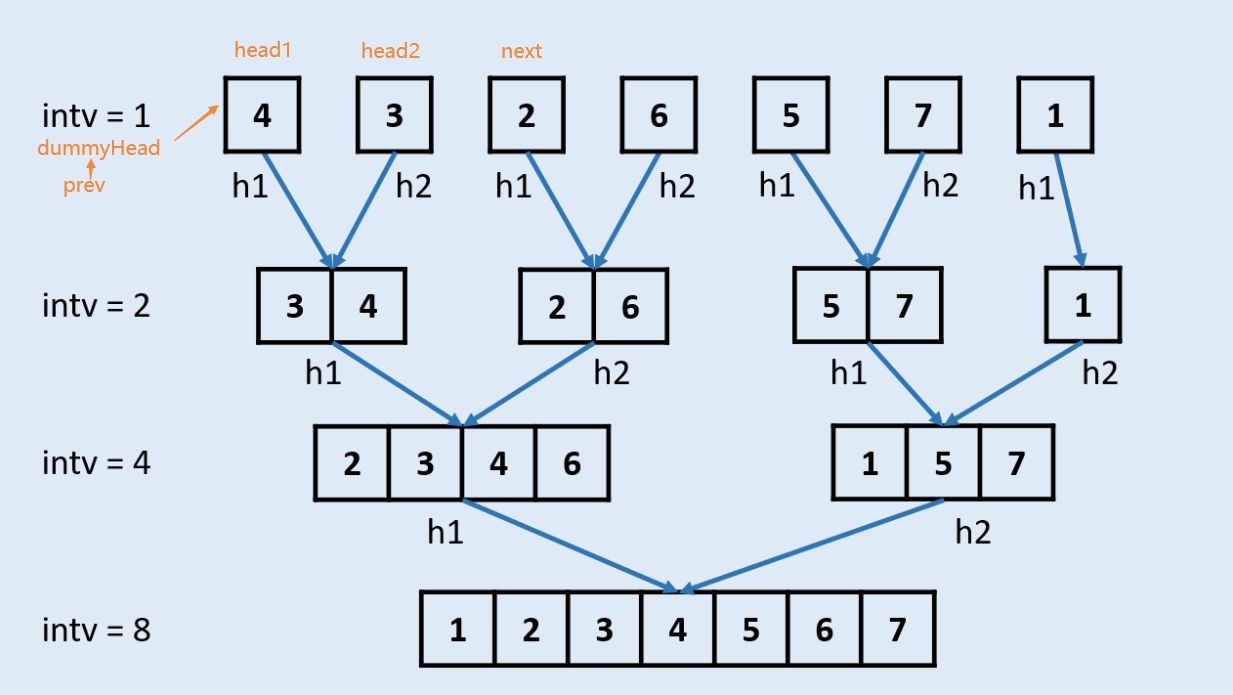 head1 head2 next
intv = 1 4 3 2 6 5 7 1
dummyHead
prev
h1 h2 h1 h2 h1 h2 h1
intv = 2 3 4 2 6 5 7 1
h1 h2 h1 h2
intv = 4 2 3 4 6 1 5 7
h1 h2
intv = 8 1 2 3 4 5 6 7